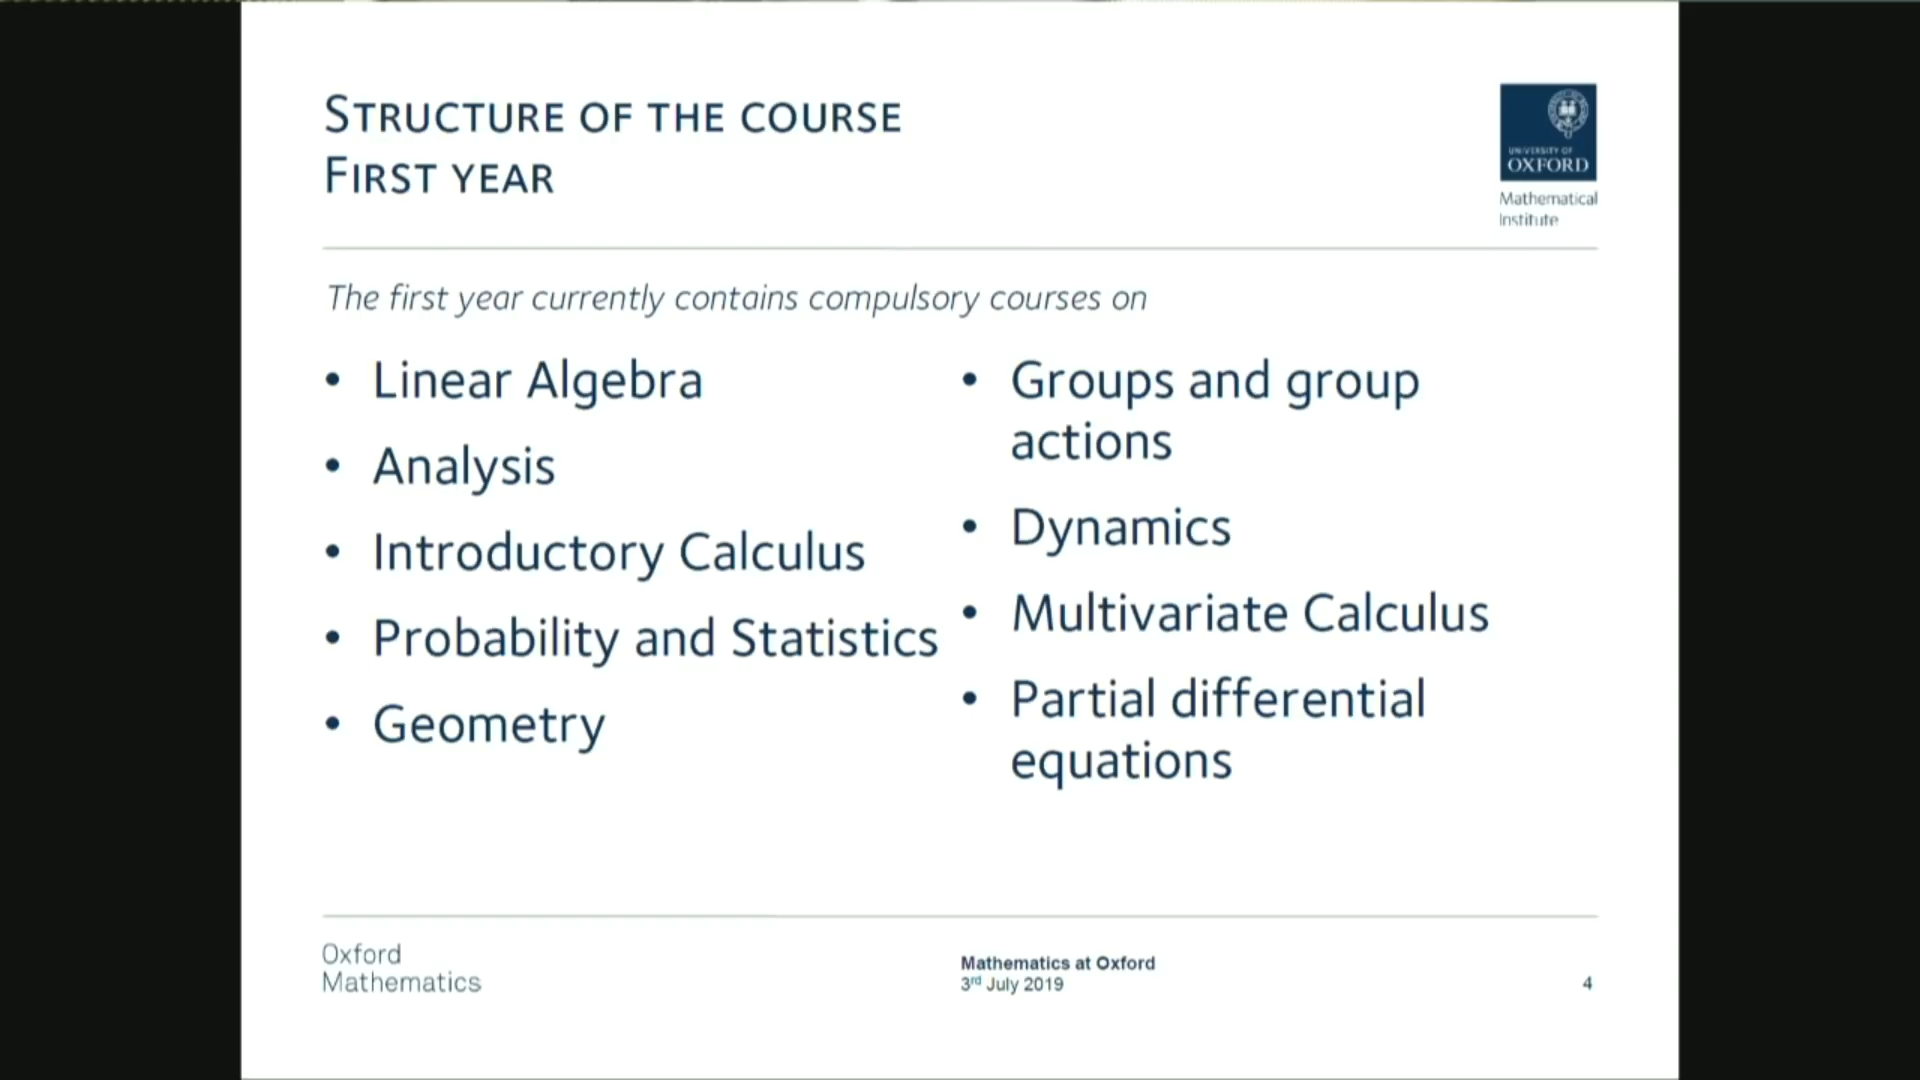 STRUCTURE OF THE COURSE
FIRST YEAR
UNIVERSITY OF
OXFORD
Mathematical
Institute
The first year currently contains compulsory courses on
• Linear Algebra
• Analysis
• Introductory Calculus
• Probability and Statistics
• Geometry
• Groups and group
actions
• Dynamics
• Multivariate Calculus
• Partial differential
equations
Oxford
Mathematics
Mathematics at Oxford
3rd July 2019
4